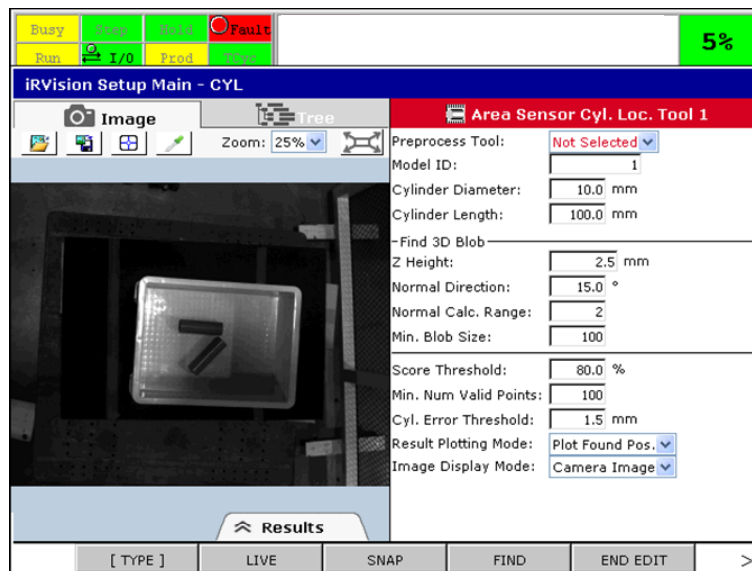 Busy Step Hold Fault
Run I/O Prod TCyc
5%
iRVision Setup Main - CYL
Image Tree
Area Sensor Cyl. Loc. Tool 1
Zoom: 25%
Preprocess Tool: Not Selected
Model ID: 1
Cylinder Diameter: 10.0 mm
Cylinder Length: 100.0 mm
Find 3D Blob
Z Height: 2.5 mm
Normal Direction: 15.0 °
Normal Calc. Range: 2
Min. Blob Size: 100
Score Threshold: 80.0 %
Min. Num Valid Points: 100
Cyl. Error Threshold: 1.5 mm
Result Plotting Mode: Plot Found Pos.
Image Display Mode: Camera Image
Results
[ TYPE ] LIVE SNAP FIND END EDIT >